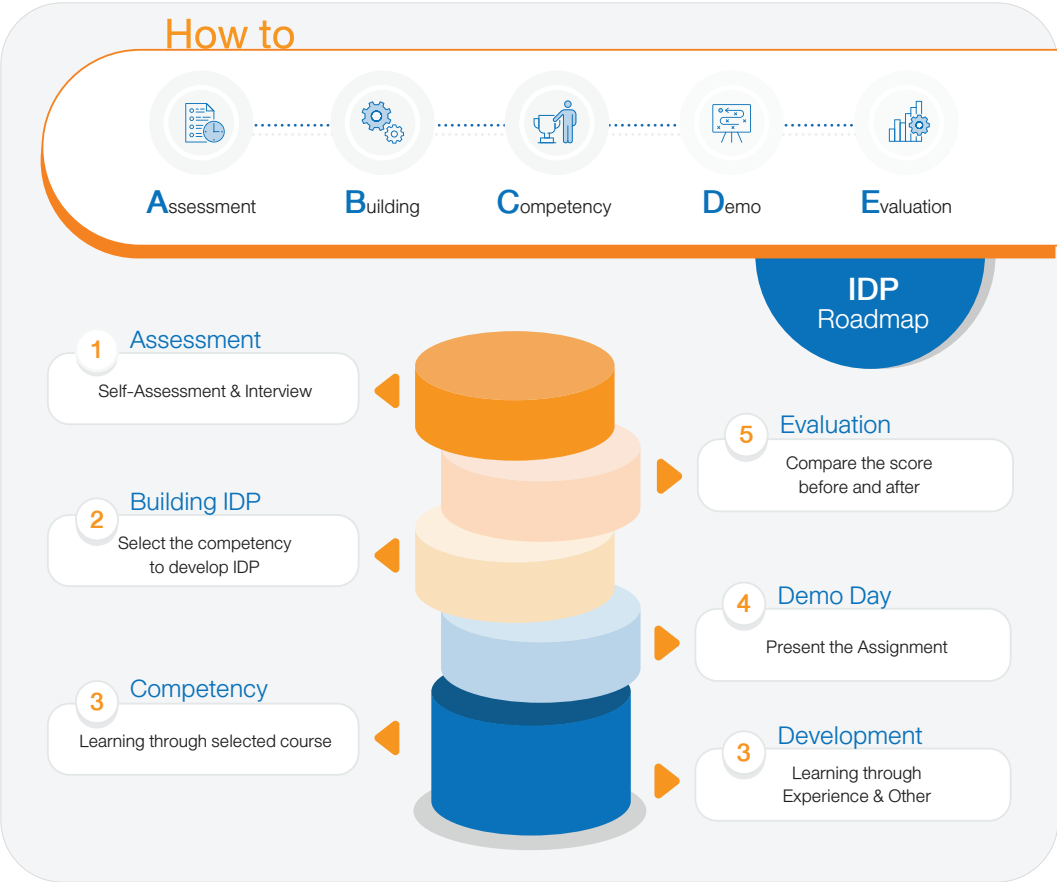 How to
Assessment
Building
Competency
Demo
Evaluation
IDP
Roadmap
1
Assessment
Self-Assessment & Interview
2
Building IDP
Select the competency
to develop IDP
3
Competency
Learning through selected course
5
Evaluation
Compare the score
before and after
4
Demo Day
Present the Assignment
3
Development
Learning through
Experience & Other